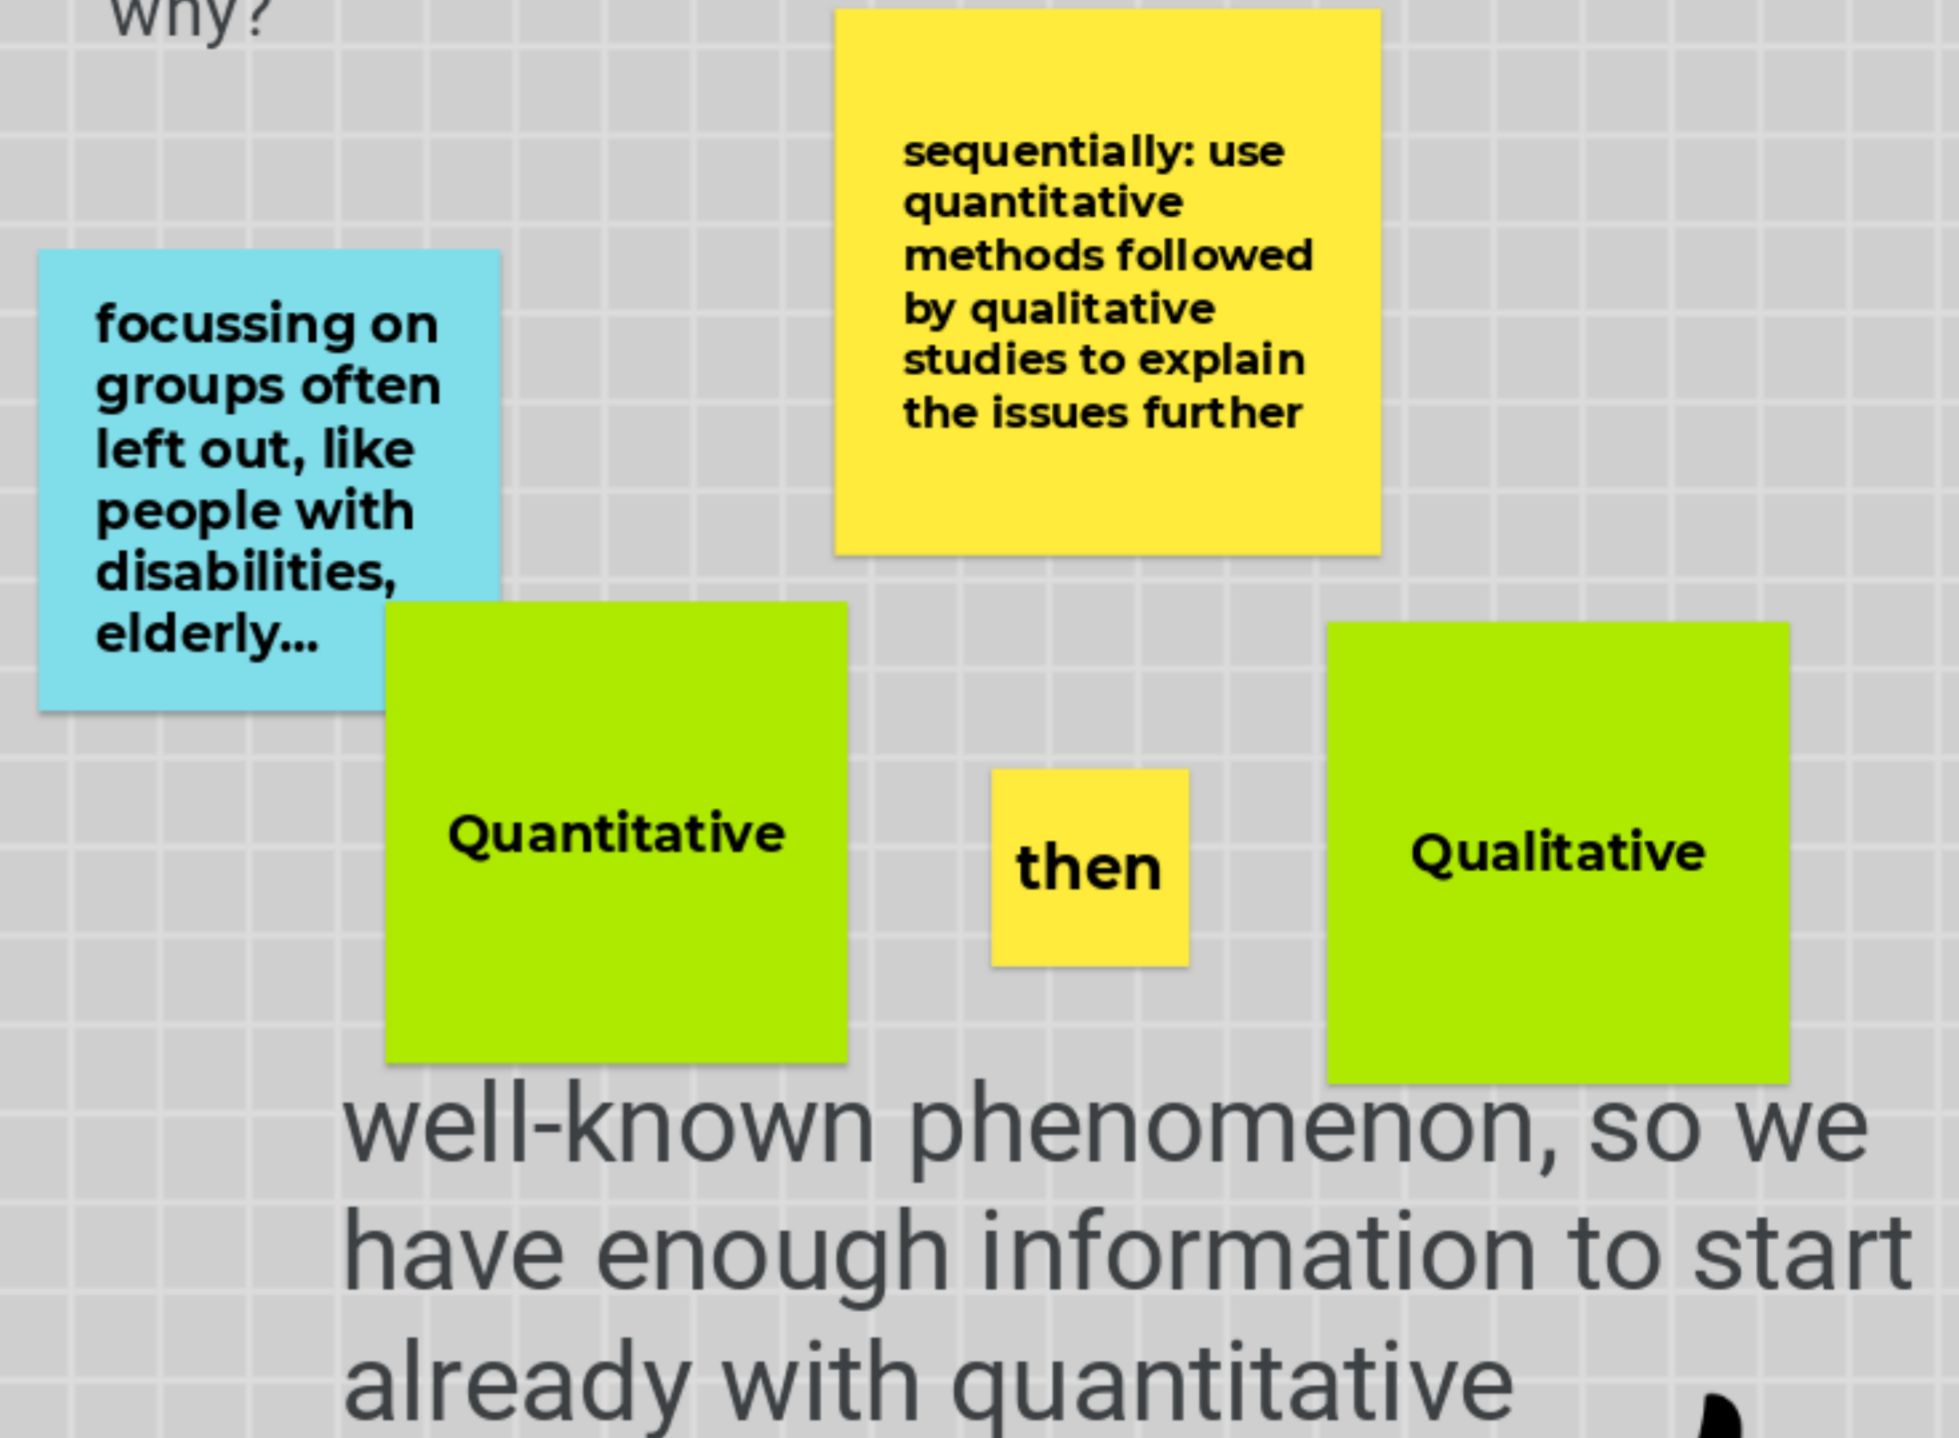 why?
sequentially: use
quantitative
methods followed
by qualitative
studies to explain
the issues further
focussing on
groups often
left out, like
people with
disabilities,
elderly...
Quantitative
then
Qualitative
well-known phenomenon, so we
have enough information to start
already with quantitative